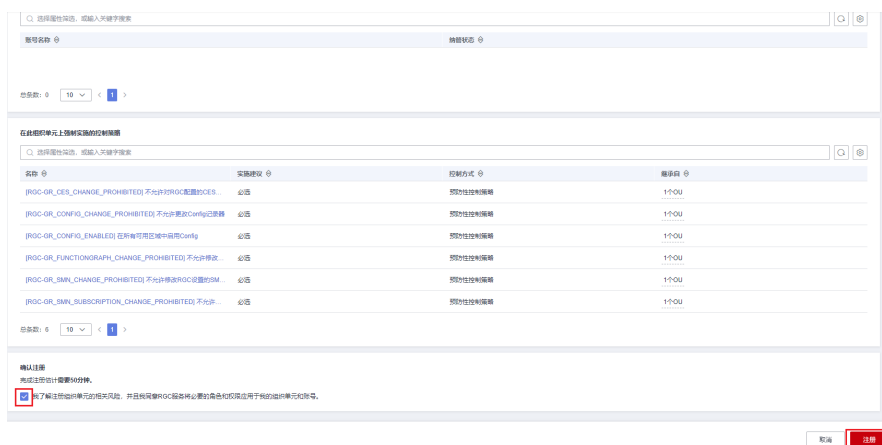 选择属性筛选，或输入关键字搜索
账号名称 纳管状态
总条数：0 10 < 1 >
在此组织单元上强制实施的控制策略
选择属性筛选，或输入关键字搜索
名称 实施建议 控制方式 继承自
[RGC-GR_CES_CHANGE_PROHIBITED] 不允许对RGC配置的CES... 必选 预防性控制策略 1个OU
[RGC-GR_CONFIG_CHANGE_PROHIBITED] 不允许更改Config记录器 必选 预防性控制策略 1个OU
[RGC-GR_CONFIG_ENABLED] 在所有可用区域中启用Config 必选 预防性控制策略 1个OU
[RGC-GR_FUNCTIONGRAPH_CHANGE_PROHIBITED] 不允许修改... 必选 预防性控制策略 1个OU
[RGC-GR_SMN_CHANGE_PROHIBITED] 不允许修改RGC设置的SM... 必选 预防性控制策略 1个OU
[RGC-GR_SMN_SUBSCRIPTION_CHANGE_PROHIBITED] 不允许... 必选 预防性控制策略 1个OU
总条数：6 10 < 1 >
确认注册
完成注册估计需要50分钟。
我了解注册组织单元的相关风险，并且我同意RGC服务将必要的角色和权限应用于我的组织单元和账号。
取消 注册